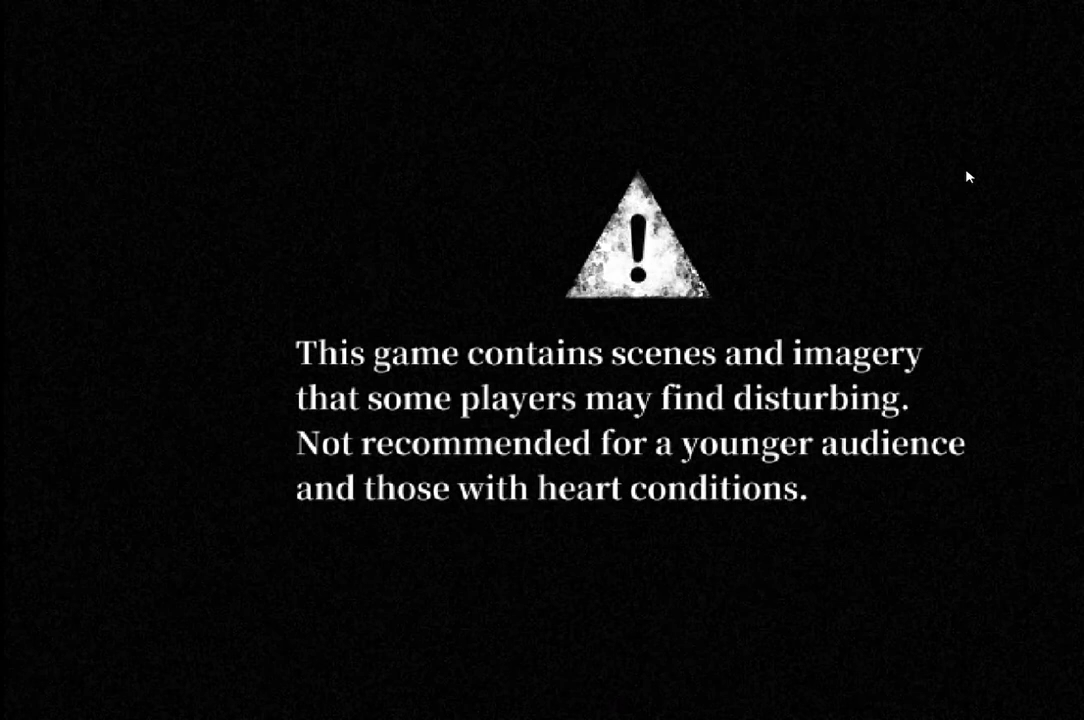 This game contains scenes and imagery
that some players may find disturbing.
Not recommended for a younger audience
and those with heart conditions.